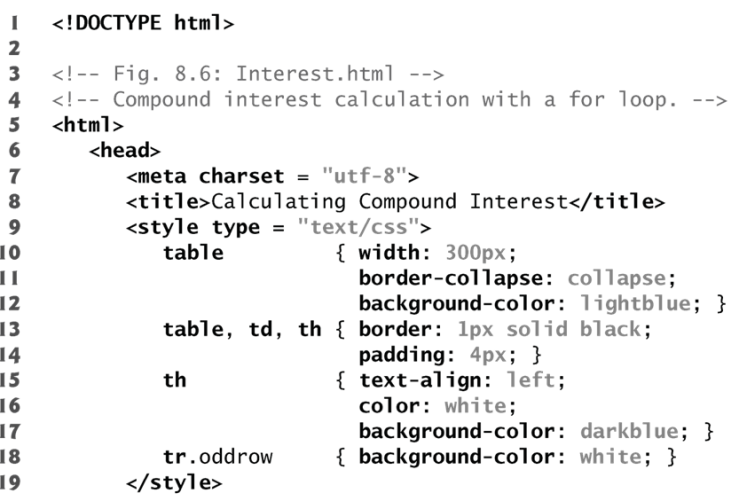 1 <!DOCTYPE html>
2
3 <!-- Fig. 8.6: Interest.html -->
4 <!-- Compound interest calculation with a for loop. -->
5 <html>
6    <head>
7       <meta charset = "utf-8">
8       <title>Calculating Compound Interest</title>
9       <style type = "text/css">
10         table         { width: 300px;
11                         border-collapse: collapse;
12                         background-color: lightblue; }
13         table, td, th { border: 1px solid black;
14                         padding: 4px; }
15         th            { text-align: left;
16                         color: white;
17                         background-color: darkblue; }
18         tr.oddrow     { background-color: white; }
19      </style>